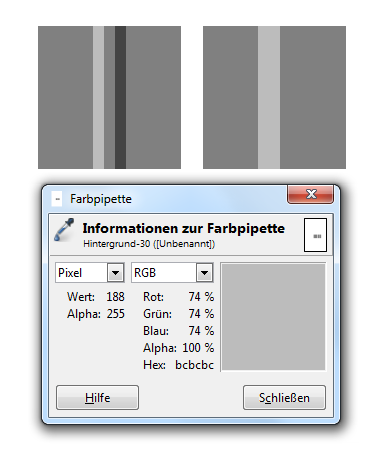 Farbpipette
Informationen zur Farbpipette
Hintergrund-30 ([Unbenannt])
Pixel RGB
Wert: 188 Rot: 74 %
Alpha: 255 Grün: 74 %
Blau: 74 %
Alpha: 100 %
Hex: bcbcbc
Hilfe Schließen